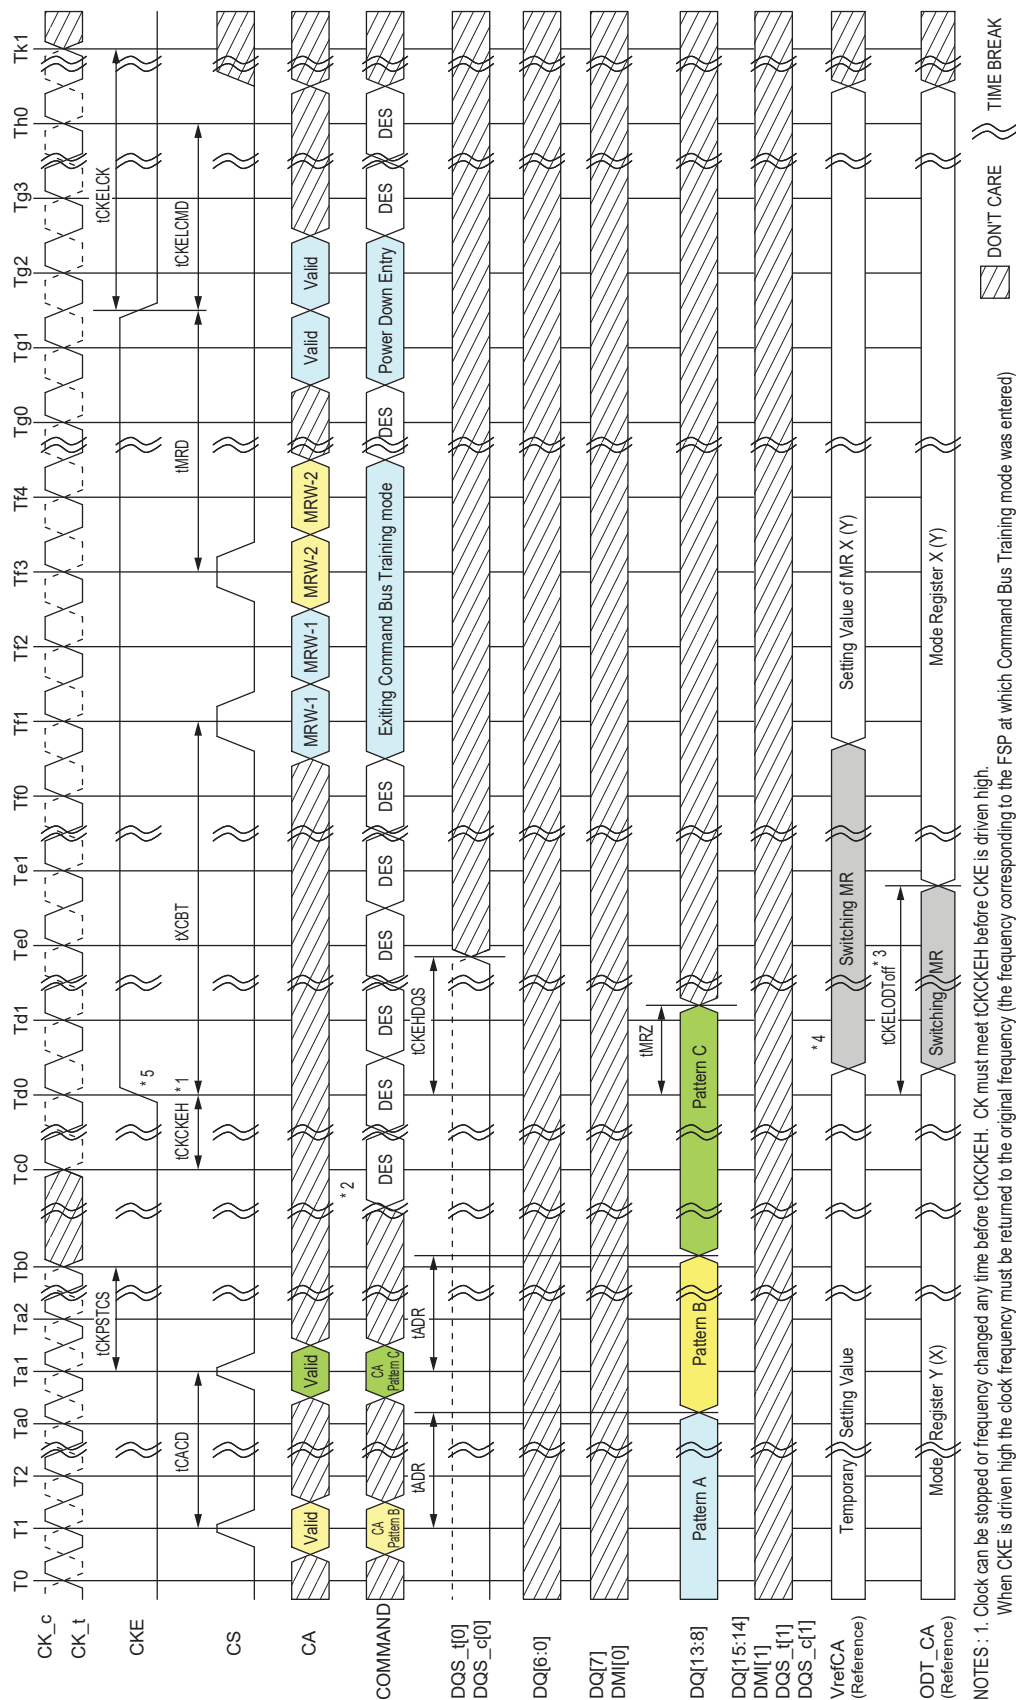 T0 T1 T2 Ta0 Ta1 Ta2 Tb0 Tc0 Td0 Td1 Te0 Te1 Tf0 Tf1 Tf2 Tf3 Tf4 Tg0 Tg1 Tg2 Tg3 Th0 Tk1
CK_c
CK_t
tCKPSTCS
tCKELCK
CKE
* 5
tCKCKEH * 1
tXCBT
tMRD
tCKELCMD
tCACD
CS
CA
Valid
Valid
MRW-1
MRW-1
MRW-2
MRW-2
Valid
Valid
* 2
COMMAND
CA
Pattern B
CA
Pattern C
DES
DES
DES
DES
DES
DES
Exiting Command Bus Training mode
DES
Power Down Entry
DES
DES
tADR
tADR
tCKEHDQS
DQS_t[0]
DQS_c[0]
DQ[6:0]
DQ[7]
DMI[0]
tMRZ
DQ[13:8]
Pattern A
Pattern B
Pattern C
DQ[15:14]
DMI[1]
DQS_t[1]
DQS_c[1]
* 4
VrefCA
(Reference)
Temporary Setting Value
Switching MR
Setting Value of MR X (Y)
tCKELODToff * 3
ODT_CA
(Reference)
Mode Register Y (X)
Switching MR
Mode Register X (Y)
DON'T CARE
TIME BREAK
NOTES : 1. Clock can be stopped or frequency changed any time before tCKCKEH. CK must meet tCKCKEH before CKE is driven high.
When CKE is driven high the clock frequency must be returned to the original frequency (the frequency corresponding to the FSP at which Command Bus Training mode was entered)